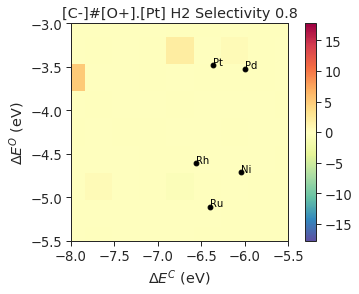 [C-]#[O+].[Pt] H2 Selectivity 0.8
−3.0
−3.5
−4.0
−4.5
−5.0
−5.5
ΔE^O (eV)
Pt
Pd
Rh
Ni
Ru
−8.0
−7.5
−7.0
−6.5
−6.0
−5.5
ΔE^C (eV)
15
10
5
0
−5
−10
−15